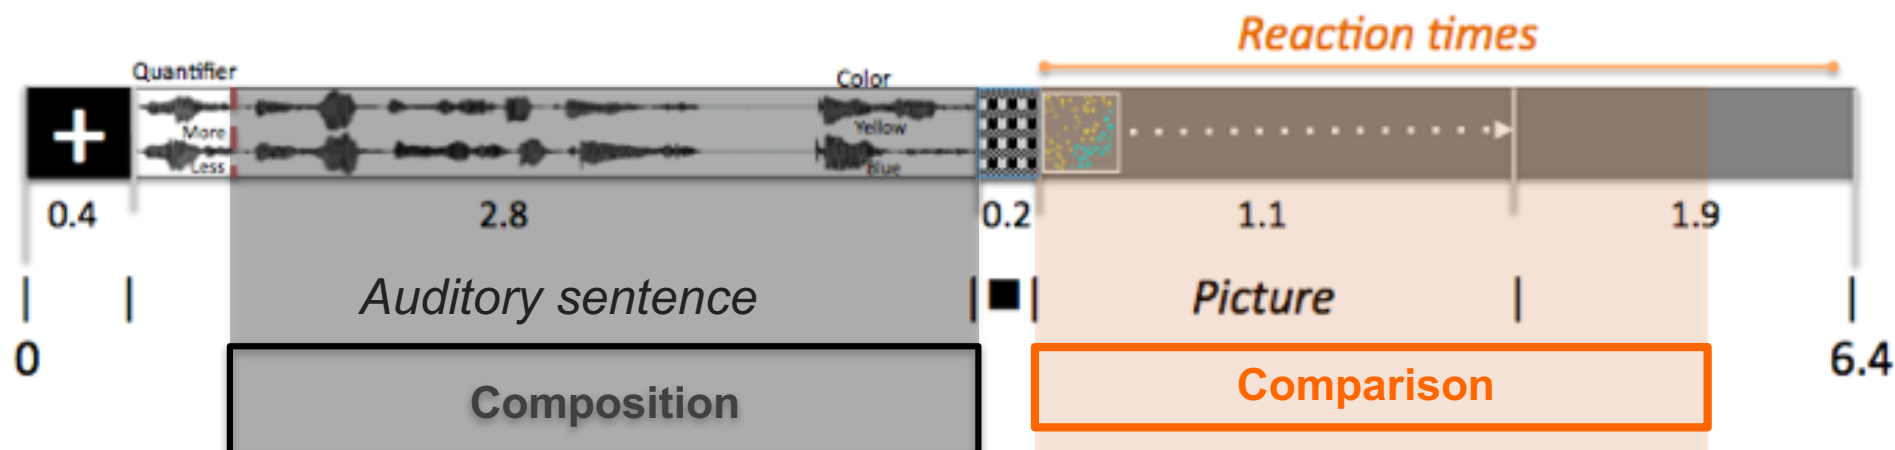 Reaction times
Quantifier
Color
More
Yellow
Less
Blue
0.4
2.8
0.2
1.1
1.9
Auditory sentence
Picture
0
6.4
Composition
Comparison